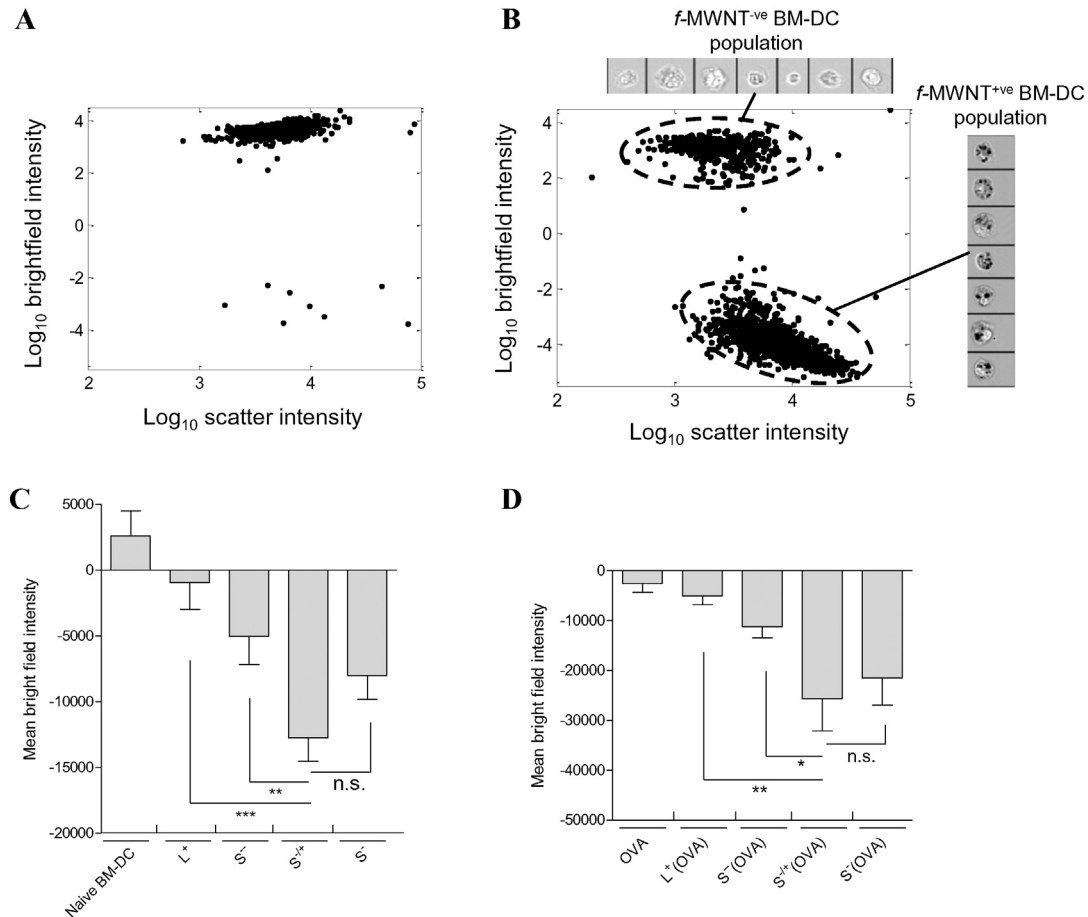 A
Log10 brightfield intensity
4
2
0
-2
-4
2
3
4
5
Log10 scatter intensity
B
f-MWNT-ve BM-DC
population
f-MWNT+ve BM-DC
population
Log10 brightfield intensity
4
2
0
-2
-4
2
3
4
5
Log10 scatter intensity
C
Mean bright field intensity
5000
0
-5000
-10000
-15000
-20000
n.s.
**
***
Naive BM-DC
L+
S--
S-/+
S-
D
Mean bright field intensity
0
-10000
-20000
-30000
-40000
-50000
n.s.
*
**
OVA
L+(OVA)
S--(OVA)
S-/+(OVA)
S-(OVA)